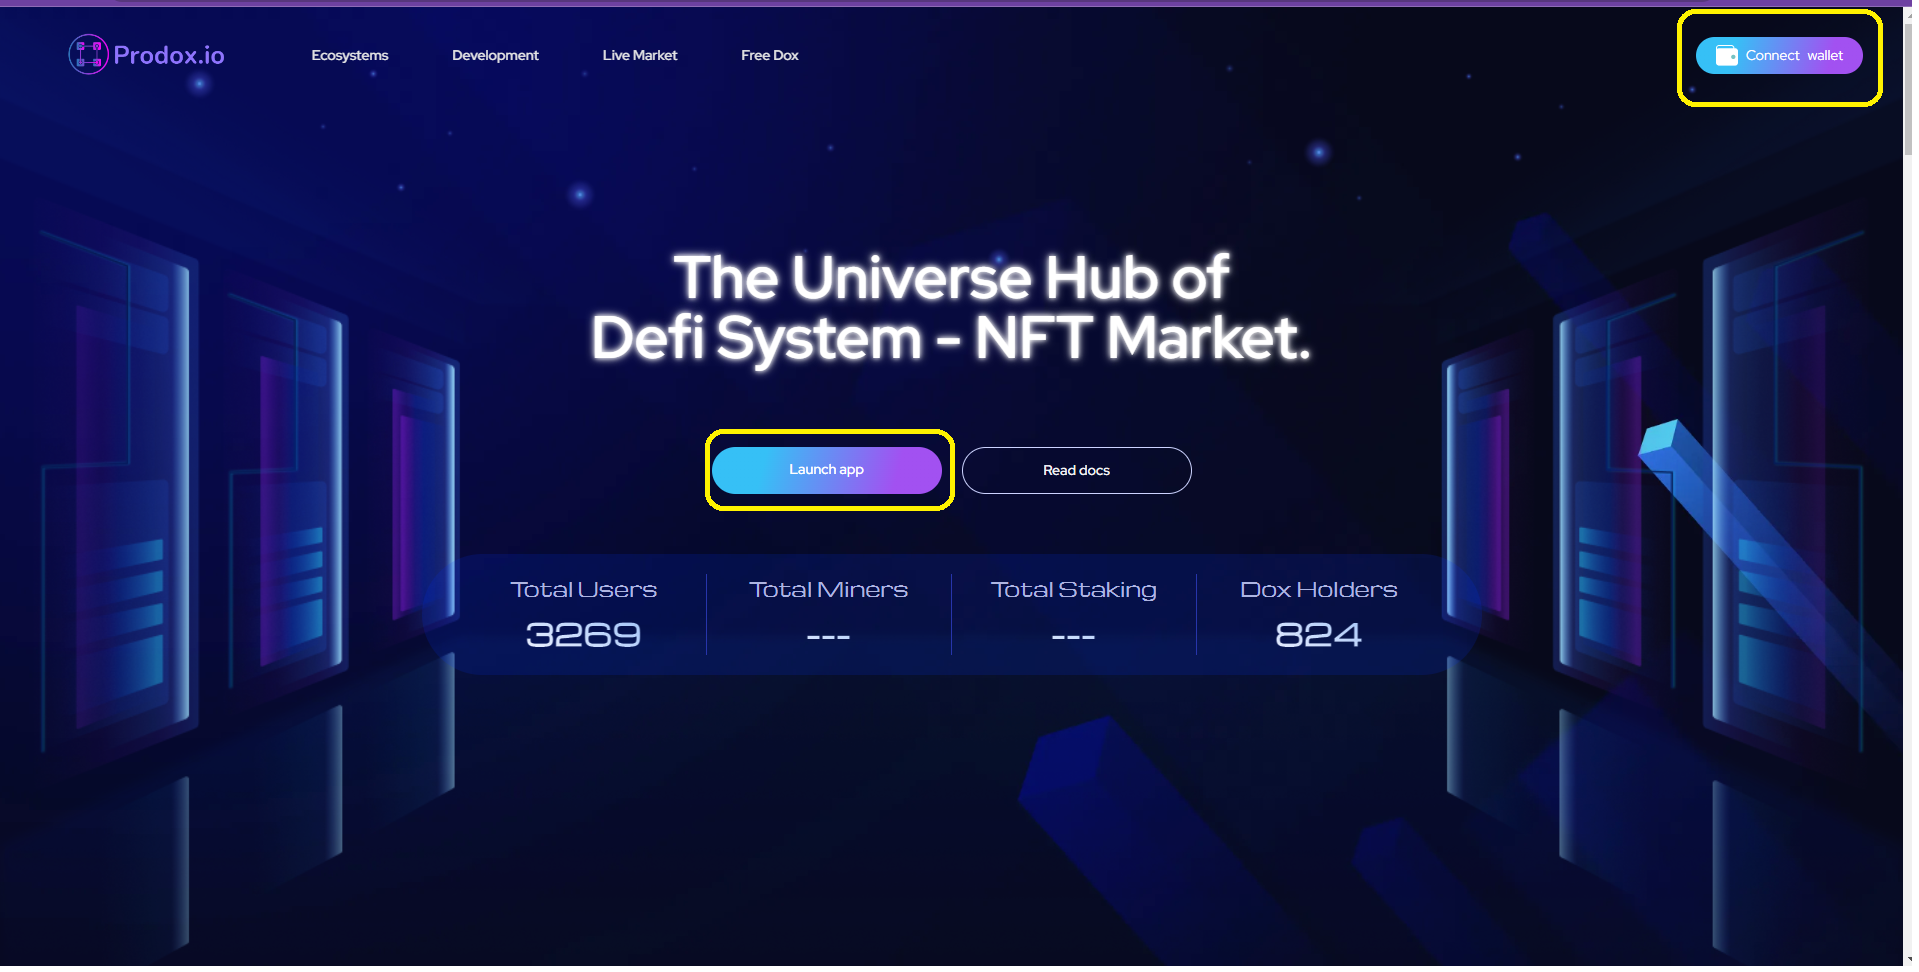 Prodox.io
Ecosystems
Development
Live Market
Free Dox
Connect wallet
The Universe Hub of
Defi System - NFT Market.
Launch app
Read docs
Total Users
3269
Total Miners
---
Total Staking
---
Dox Holders
824